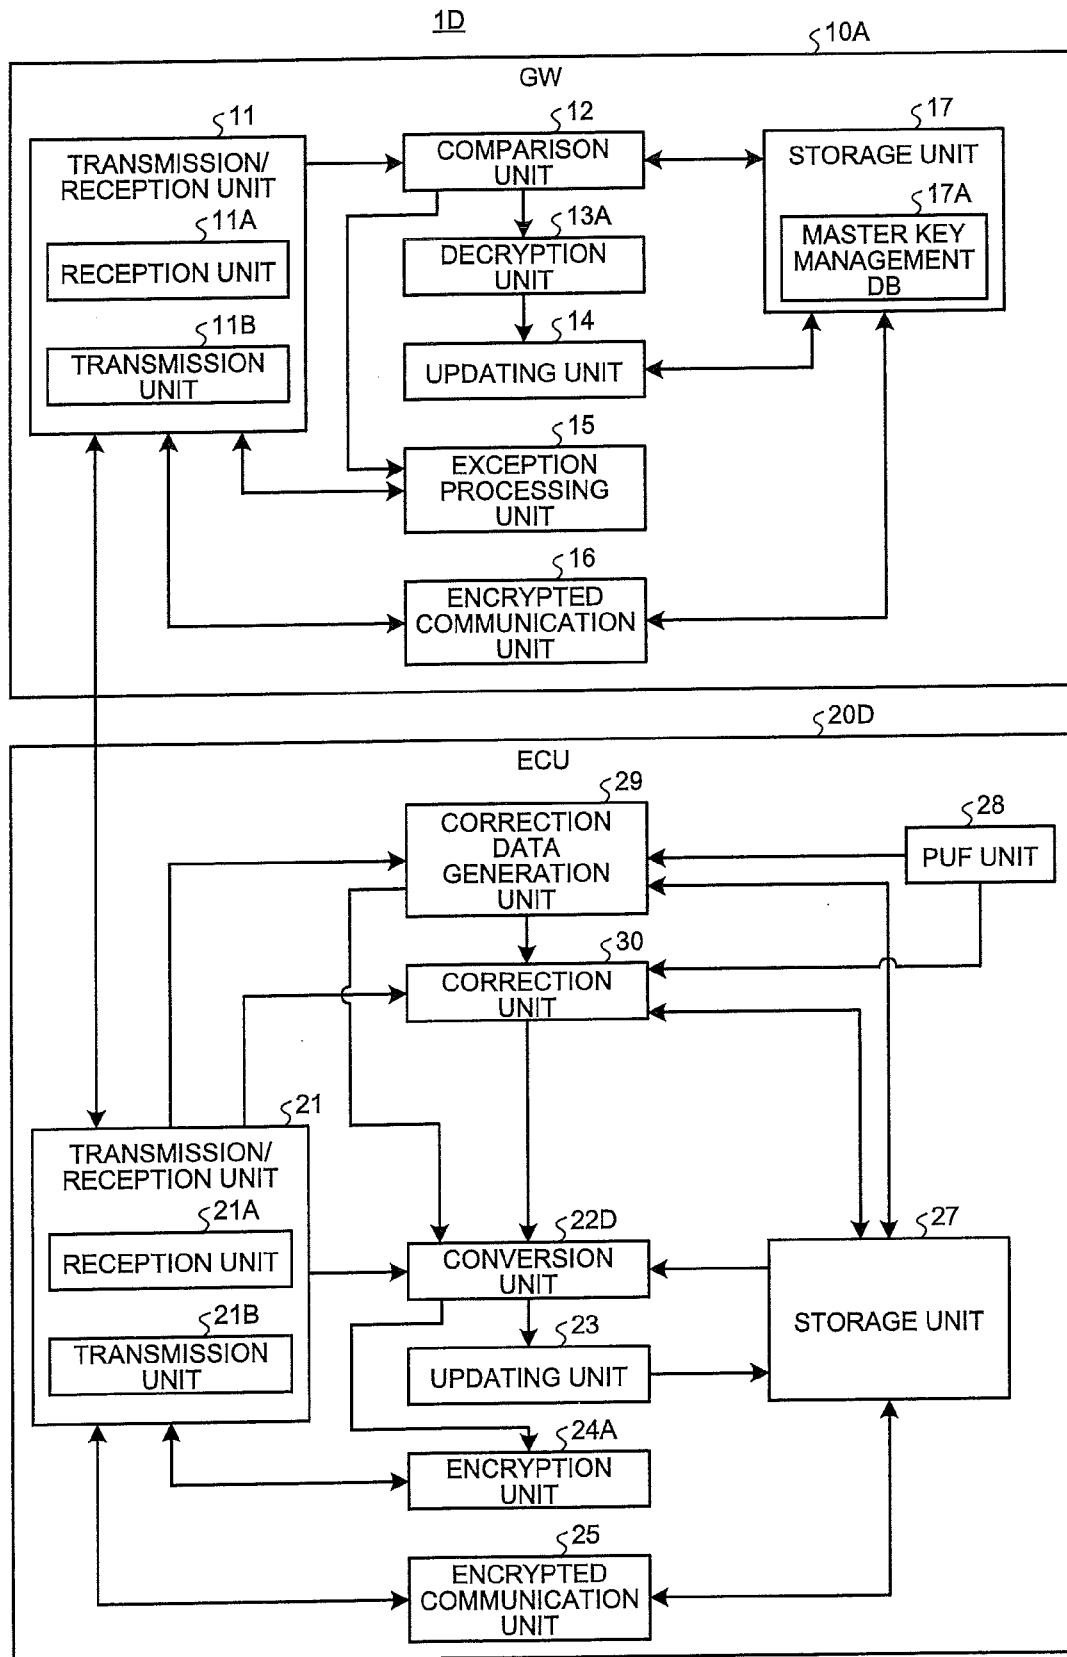 1D
10A
GW
11
TRANSMISSION/
RECEPTION UNIT
11A
RECEPTION UNIT
11B
TRANSMISSION
UNIT
12
COMPARISON
UNIT
13A
DECRYPTION
UNIT
14
UPDATING UNIT
15
EXCEPTION
PROCESSING
UNIT
16
ENCRYPTED
COMMUNICATION
UNIT
17
STORAGE UNIT
17A
MASTER KEY
MANAGEMENT
DB
20D
ECU
29
CORRECTION
DATA
GENERATION
UNIT
28
PUF UNIT
30
CORRECTION
UNIT
21
TRANSMISSION/
RECEPTION UNIT
21A
RECEPTION UNIT
21B
TRANSMISSION
UNIT
22D
CONVERSION
UNIT
23
UPDATING UNIT
24A
ENCRYPTION
UNIT
25
ENCRYPTED
COMMUNICATION
UNIT
27
STORAGE UNIT